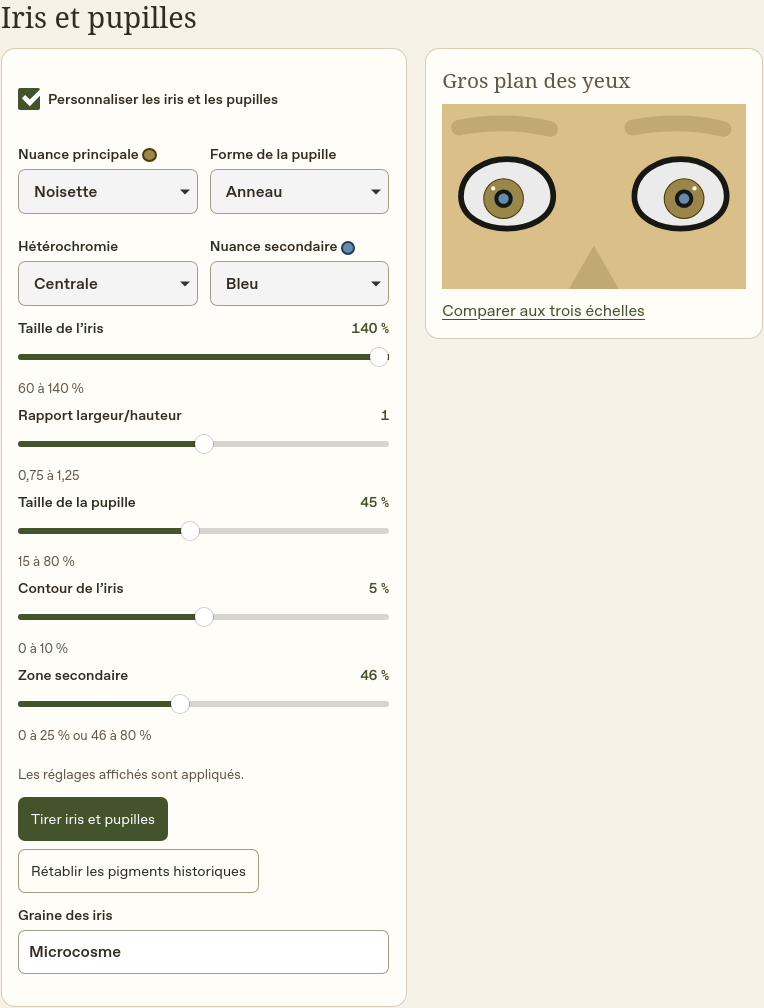 Iris et pupilles
Personnaliser les iris et les pupilles
Nuance principale
Noisette
Forme de la pupille
Anneau
Hétérochromie
Centrale
Nuance secondaire
Bleu
Taille de l’iris 140 %
60 à 140 %
Rapport largeur/hauteur 1
0,75 à 1,25
Taille de la pupille 45 %
15 à 80 %
Contour de l’iris 5 %
0 à 10 %
Zone secondaire 46 %
0 à 25 % ou 46 à 80 %
Les réglages affichés sont appliqués.
Tirer iris et pupilles
Rétablir les pigments historiques
Graine des iris
Microcosme
Gros plan des yeux
Comparer aux trois échelles